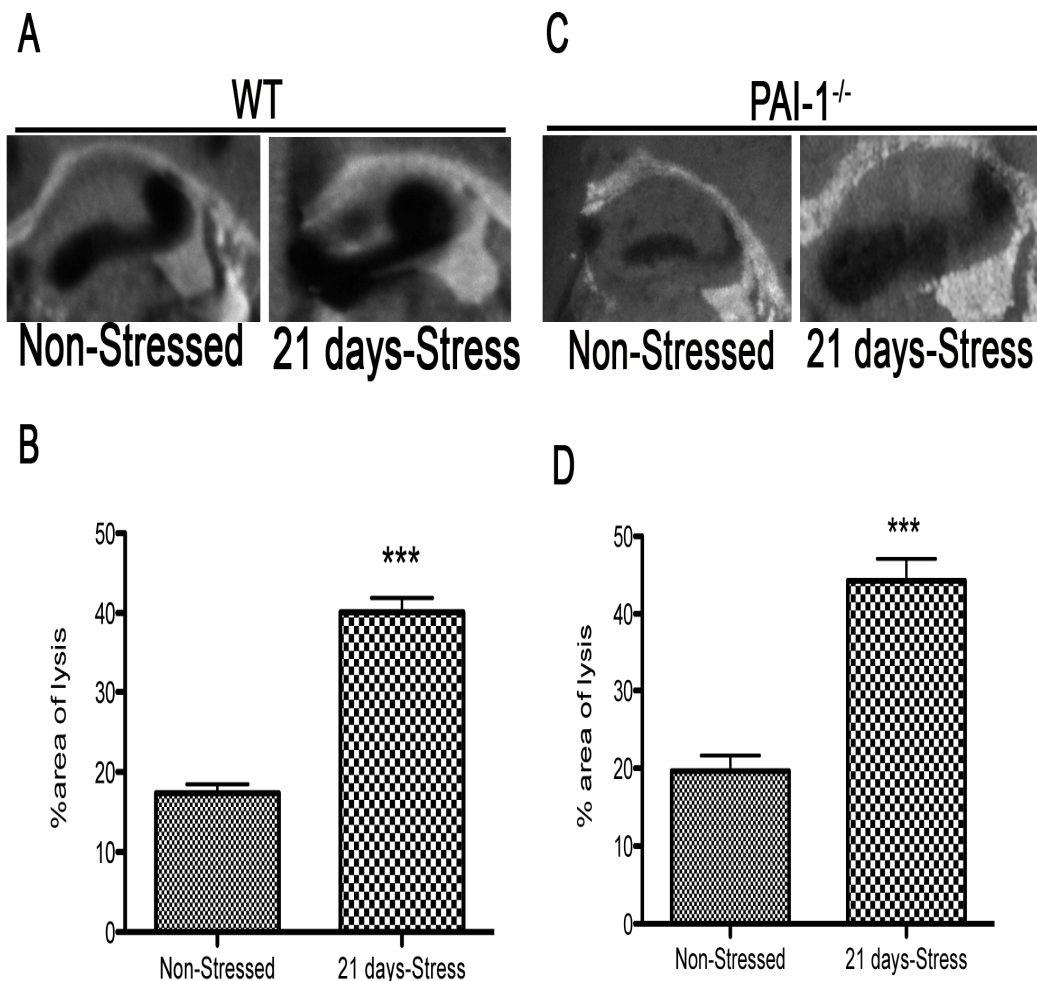 A
WT
Non-Stressed
21 days-Stress
C
PAI-1-/-
Non-Stressed
21 days-Stress
B
%area of lysis
50
40
30
20
10
0
***
Non-Stressed
21 days-Stress
D
% area of lysis
50
40
30
20
10
0
***
Non-Stressed
21 days-Stress